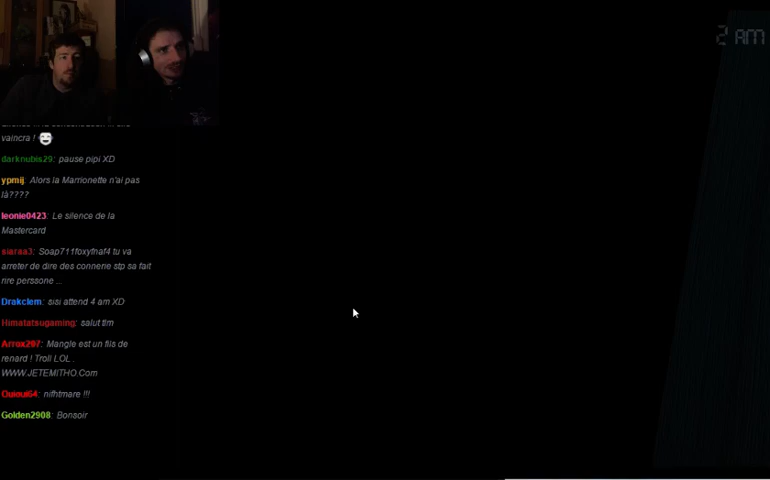 2 AM
vaincra !
darknubis29: pause pipi XD
ypmij: Alors la Marrionette n'ai pas
là????
leonie0423: Le silence de la
Mastercard
siaraa3: Soap711foxyfnaf4 tu va
arreter de dire des connerie stp sa fait
rire perssone ...
Drakclem: sisi attend 4 am XD
Himatatsugaming: salut tlm
Arrox207: Mangle est un fils de
renard ! Troll LOL .
WWW.JETEMITHO.Com
Ouioui64: nifhtmare !!!
Golden2908: Bonsoir